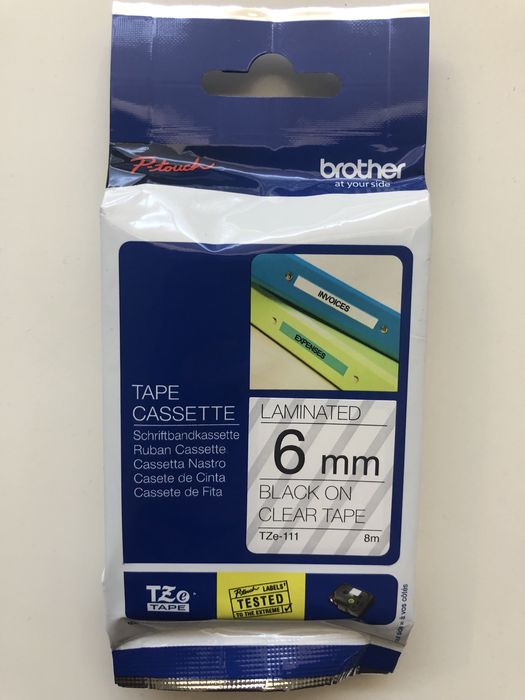 P-touch
brother
at your side
INVOICES
EXPENSES
TAPE
CASSETTE
Schriftbandkassette
Ruban Cassette
Cassetta Nastro
Casete de Cinta
Cassete de Fita
LAMINATED
6 mm
BLACK ON
CLEAR TAPE
TZe-111 8m
TZe
TAPE
P-touch LABELS'
TESTED
TO THE EXTREME
= à vos côtés